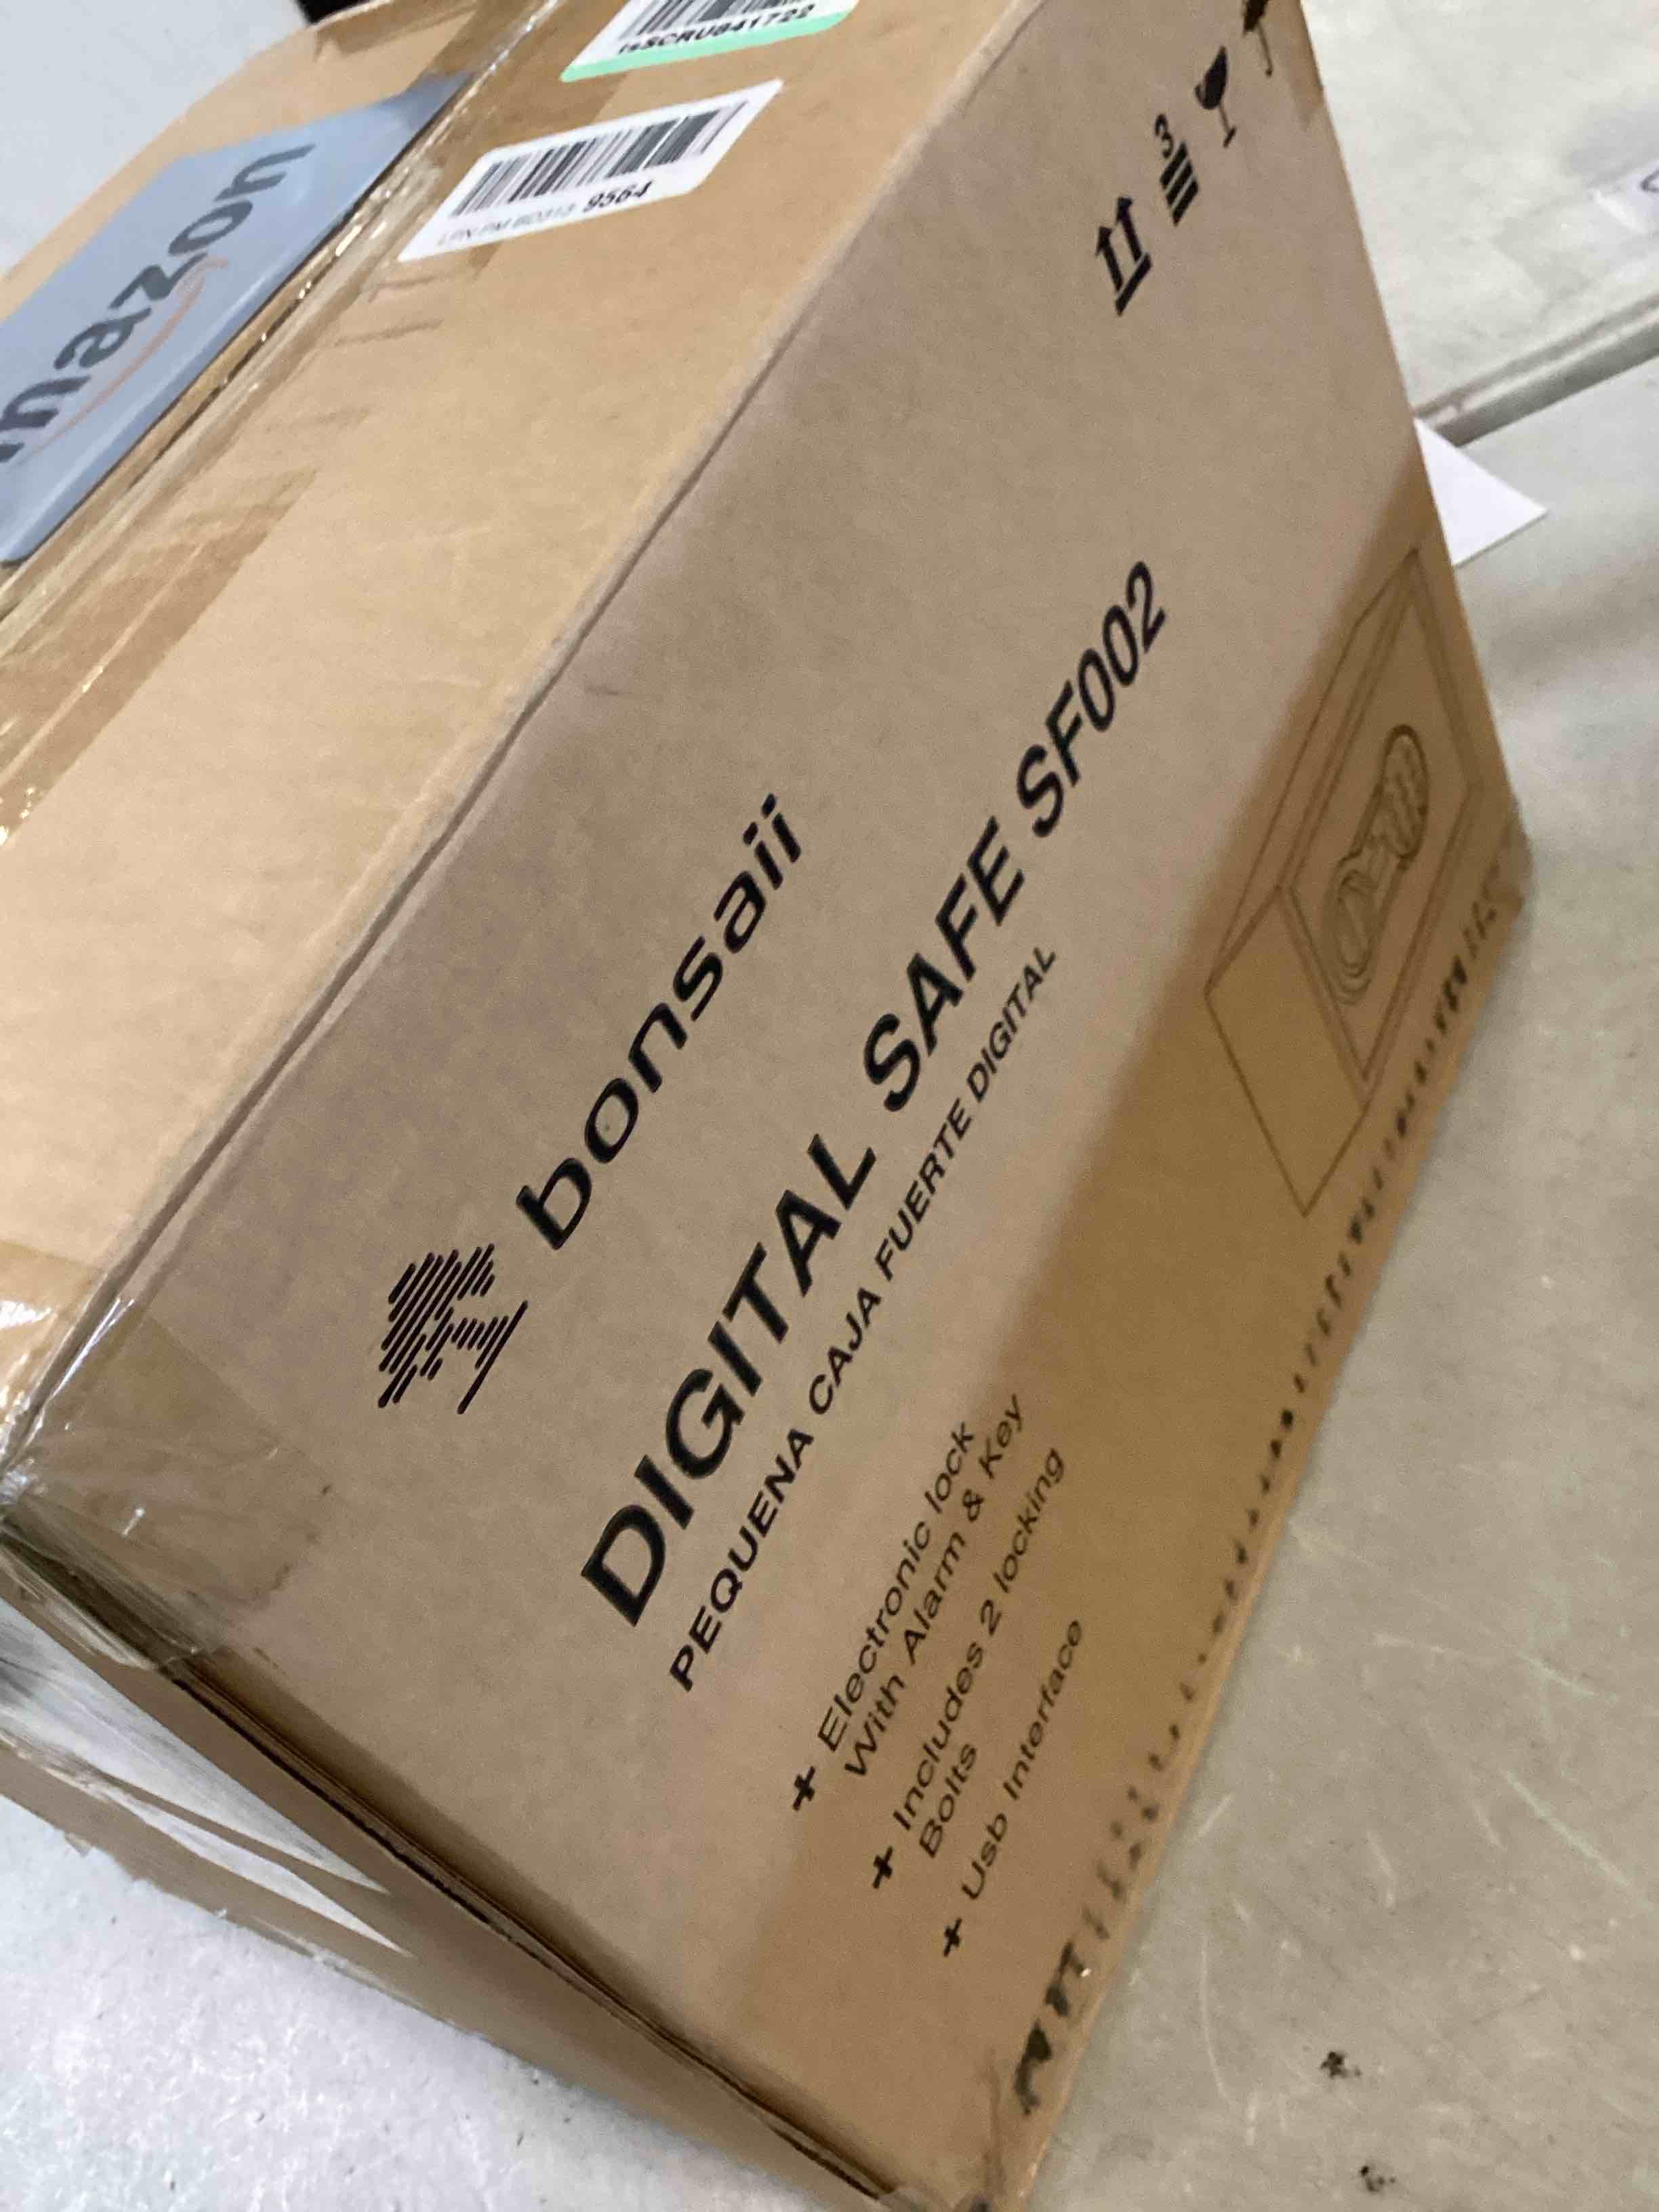 amazon
9564
3
bonsaii
DIGITAL SAFE SF002
PEQUENA CAJA FUERTE DIGITAL
+ Electronic lock
With Alarm & Key
+ Includes 2 locking
Bolts
+ Usb Interface